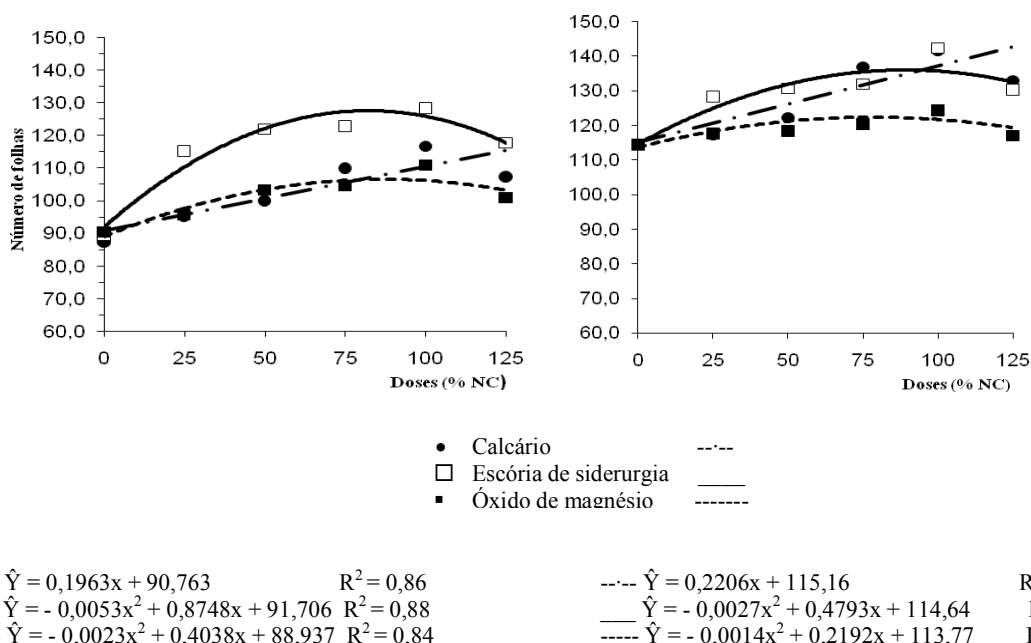 150,0
140,0
130,0
120,0
110,0
100,0
90,0
80,0
70,0
60,0
Número de folhas
0 25 50 75 100 125
Doses (% NC)
150,0
140,0
130,0
120,0
110,0
100,0
90,0
80,0
70,0
60,0
0 25 50 75 100 125
Doses (% NC)
● Calcário --·--
□ Escória de siderurgia ____
■ Óxido de magnésio -------
Ŷ = 0,1963x + 90,763 R² = 0,86
Ŷ = - 0,0053x² + 0,8748x + 91,706 R² = 0,88
Ŷ = - 0,0023x² + 0,4038x + 88,937 R² = 0,84
--·-- Ŷ = 0,2206x + 115,16 R
____ Ŷ = - 0,0027x² + 0,4793x + 114,64
----- Ŷ = - 0,0014x² + 0,2192x + 113,77